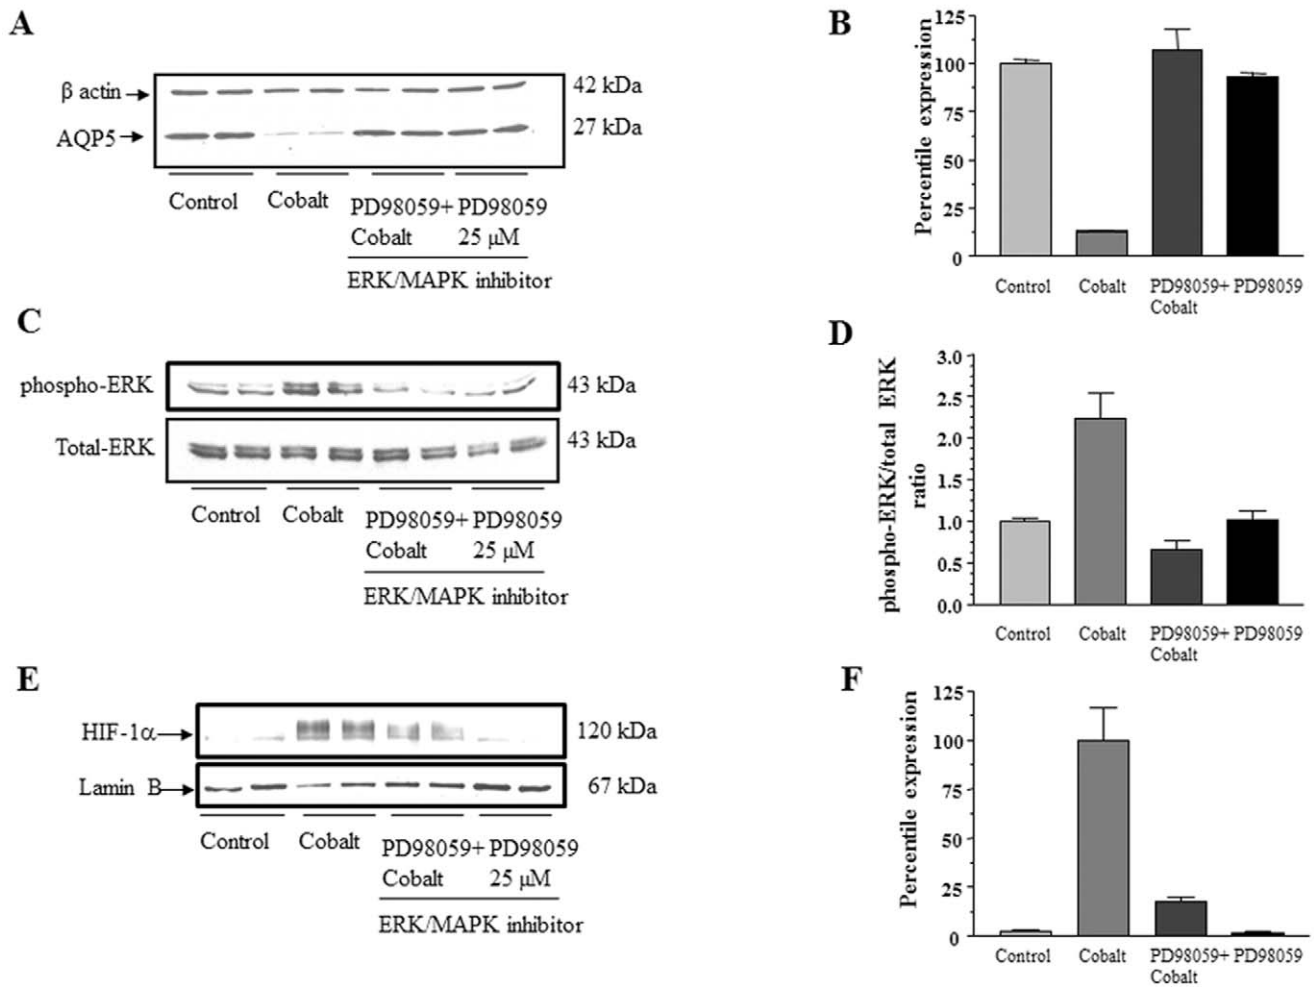 A
β actin
AQP5
42 kDa
27 kDa
Control
Cobalt
PD98059+ PD98059
Cobalt
25 µM
ERK/MAPK inhibitor
B
Percentile expression
125
100
75
50
25
0
Control
Cobalt
PD98059+ PD98059
Cobalt
C
phospho-ERK
43 kDa
Total-ERK
43 kDa
Control
Cobalt
PD98059+ PD98059
Cobalt
25 µM
ERK/MAPK inhibitor
D
phospho-ERK/total ERK
ratio
3.0
2.5
2.0
1.5
1.0
0.5
0.0
Control
Cobalt
PD98059+ PD98059
Cobalt
E
HIF-1α
120 kDa
Lamin B
67 kDa
Control
Cobalt
PD98059+ PD98059
Cobalt
25 µM
ERK/MAPK inhibitor
F
Percentile expression
125
100
75
50
25
0
Control
Cobalt
PD98059+ PD98059
Cobalt